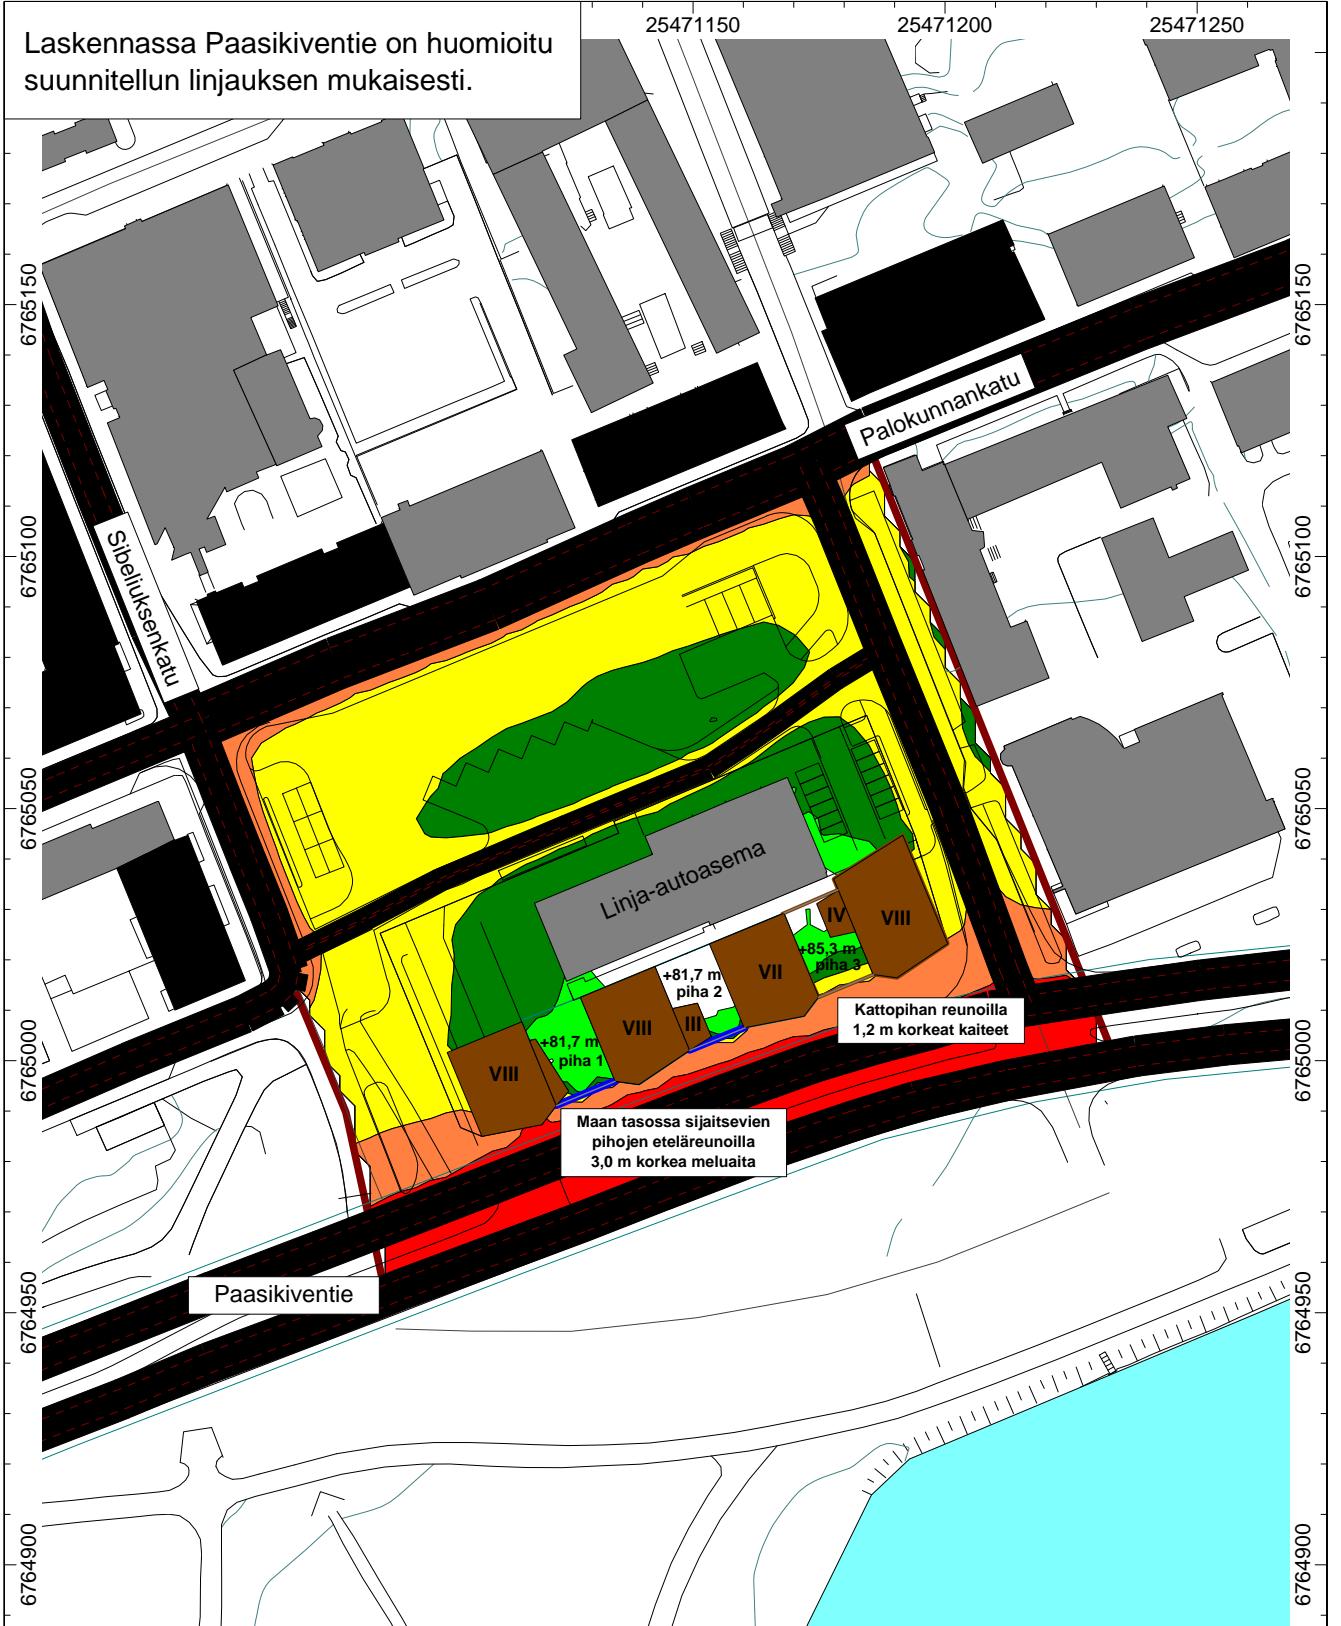 Laskennassa Paasikiventie on huomioitu
suunnitellun linjauksen mukaisesti.
25471150
25471200
25471250
6765150
6765150
Palokunnankatu
Sibeliuksenkatu
6765100
6765100
6765050
6765050
Linja-autoasema
IV
VIII
+85,3 m
piha 3
VII
+81,7 m
piha 2
Kattopihan reunoilla
1,2 m korkeat kaiteet
VIII
III
+81,7 m
piha 1
VIII
6765000
6765000
Maan tasossa sijaitsevien
pihojen eteläreunoilla
3,0 m korkea meluaita
Paasikiventie
6764950
6764950
6764900
6764900